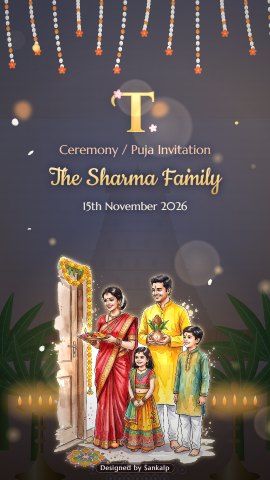 T
Ceremony / Puja Invitation
The Sharma Family
15th November 2026
Designed by Sankalp